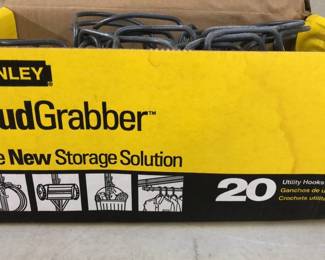 NLEY
udGrabber™
e New Storage Solution
20
Utility Hooks
Ganchos de u
Crochets utility